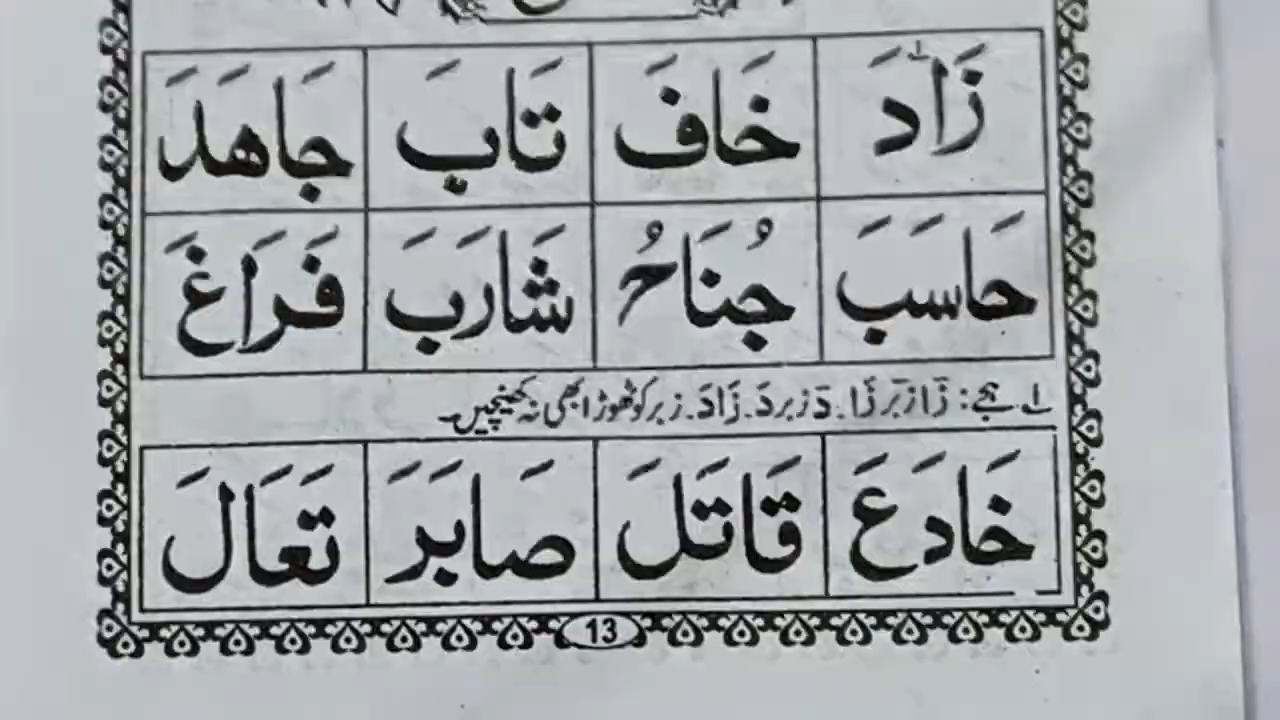 زَادَ خَافَ تَابَ جَاهَدَ
حَاسَبَ جُنَاحُ شَارَبَ فَرَاغَ
۱ ہجے: زَا زبر زَا۔ دَ زبر دَ۔ زَادَ۔ زبر کو تھوڑا بھی نہ کھینچیں۔
خَادَعَ قَاتَلَ صَابَرَ تَعَالَ
13